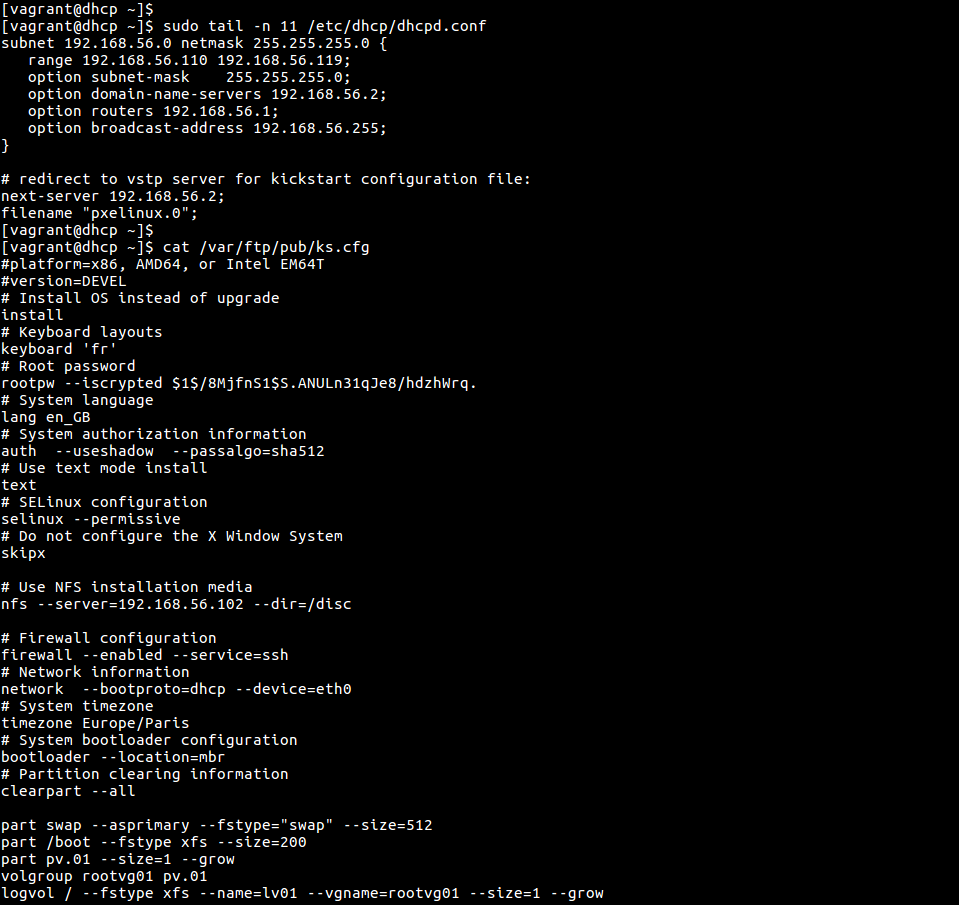 [vagrant@dhcp ~]$
[vagrant@dhcp ~]$ sudo tail -n 11 /etc/dhcp/dhcpd.conf
subnet 192.168.56.0 netmask 255.255.255.0 {
   range 192.168.56.110 192.168.56.119;
   option subnet-mask    255.255.255.0;
   option domain-name-servers 192.168.56.2;
   option routers 192.168.56.1;
   option broadcast-address 192.168.56.255;
}

# redirect to vstp server for kickstart configuration file:
next-server 192.168.56.2;
filename "pxelinux.0";
[vagrant@dhcp ~]$
[vagrant@dhcp ~]$ cat /var/ftp/pub/ks.cfg
#platform=x86, AMD64, or Intel EM64T
#version=DEVEL
# Install OS instead of upgrade
install
# Keyboard layouts
keyboard 'fr'
# Root password
rootpw --iscrypted $1$/8MjfnS1$S.ANULn31qJe8/hdzhWrq.
# System language
lang en_GB
# System authorization information
auth  --useshadow  --passalgo=sha512
# Use text mode install
text
# SELinux configuration
selinux --permissive
# Do not configure the X Window System
skipx

# Use NFS installation media
nfs --server=192.168.56.102 --dir=/disc

# Firewall configuration
firewall --enabled --service=ssh
# Network information
network  --bootproto=dhcp --device=eth0
# System timezone
timezone Europe/Paris
# System bootloader configuration
bootloader --location=mbr
# Partition clearing information
clearpart --all

part swap --asprimary --fstype="swap" --size=512
part /boot --fstype xfs --size=200
part pv.01 --size=1 --grow
volgroup rootvg01 pv.01
logvol / --fstype xfs --name=lv01 --vgname=rootvg01 --size=1 --grow